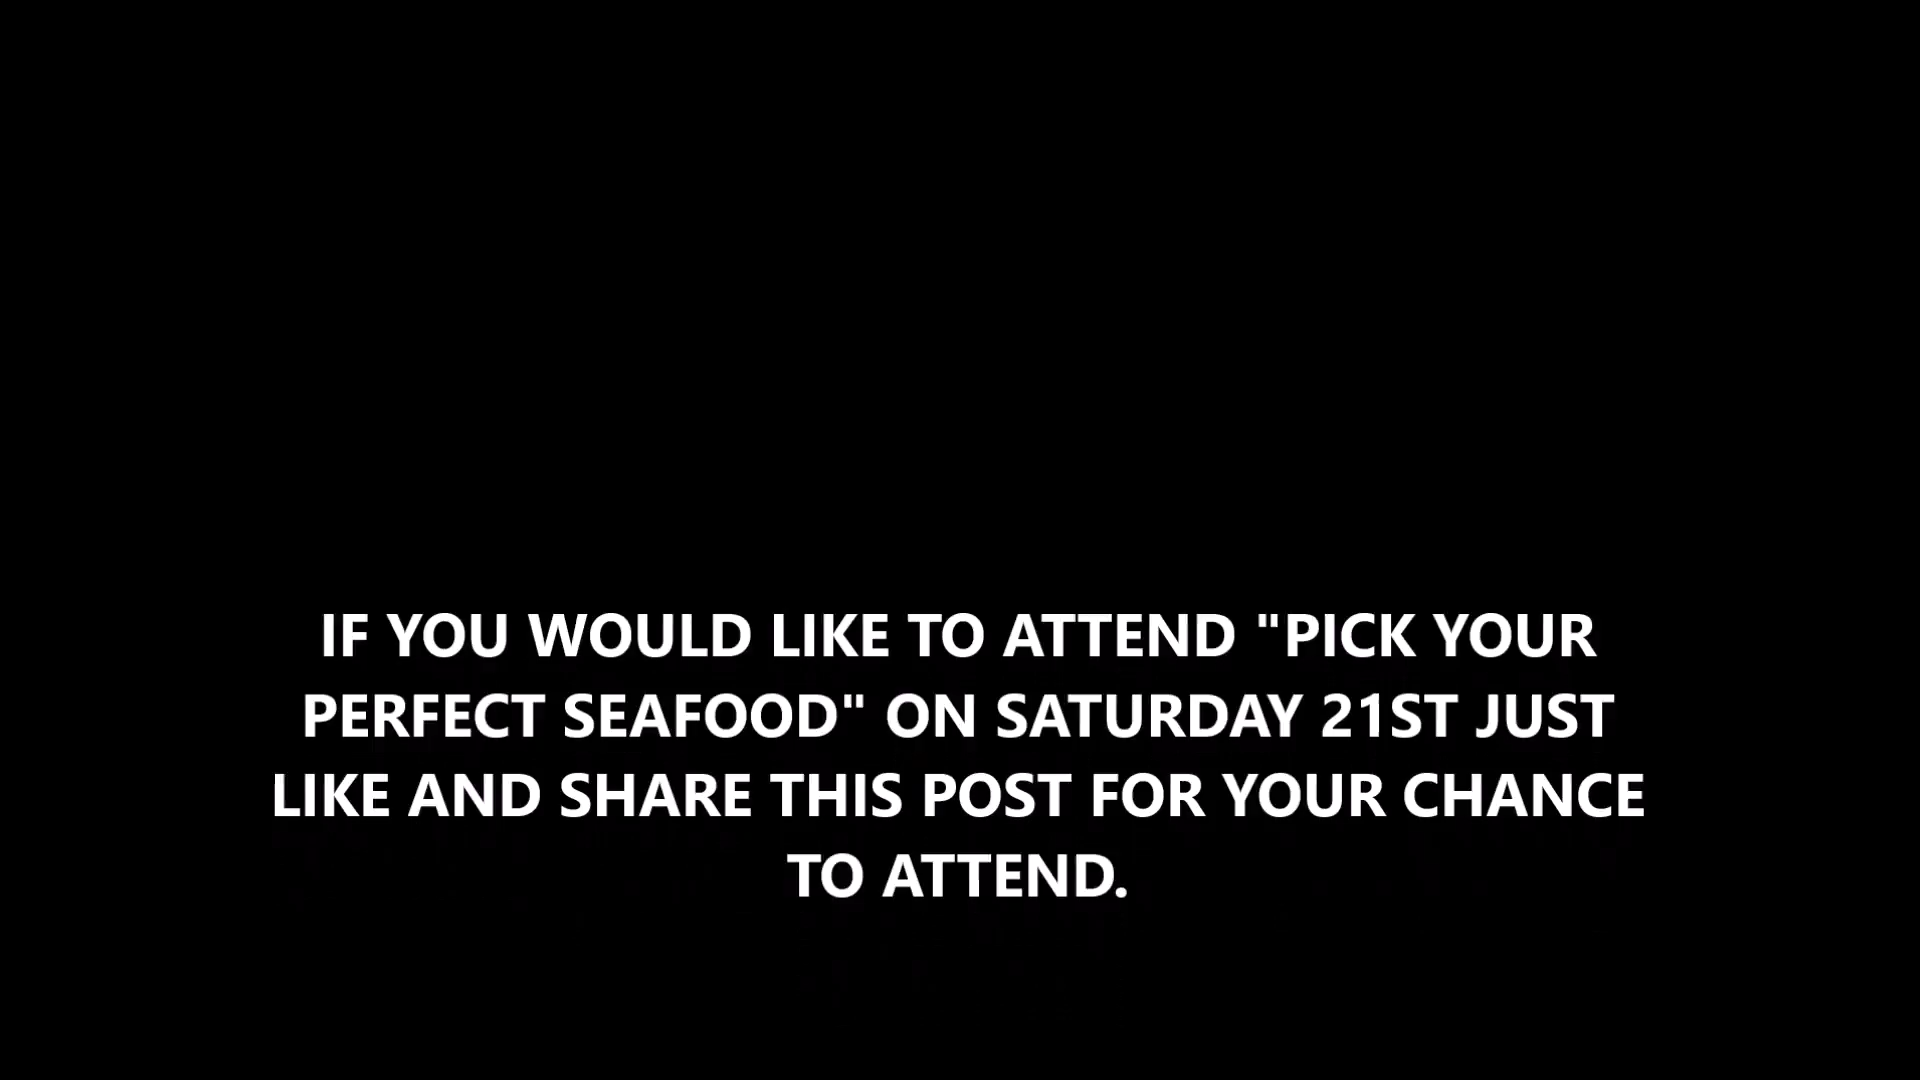 IF YOU WOULD LIKE TO ATTEND "PICK YOUR
PERFECT SEAFOOD" ON SATURDAY 21ST JUST
LIKE AND SHARE THIS POST FOR YOUR CHANCE
TO ATTEND.